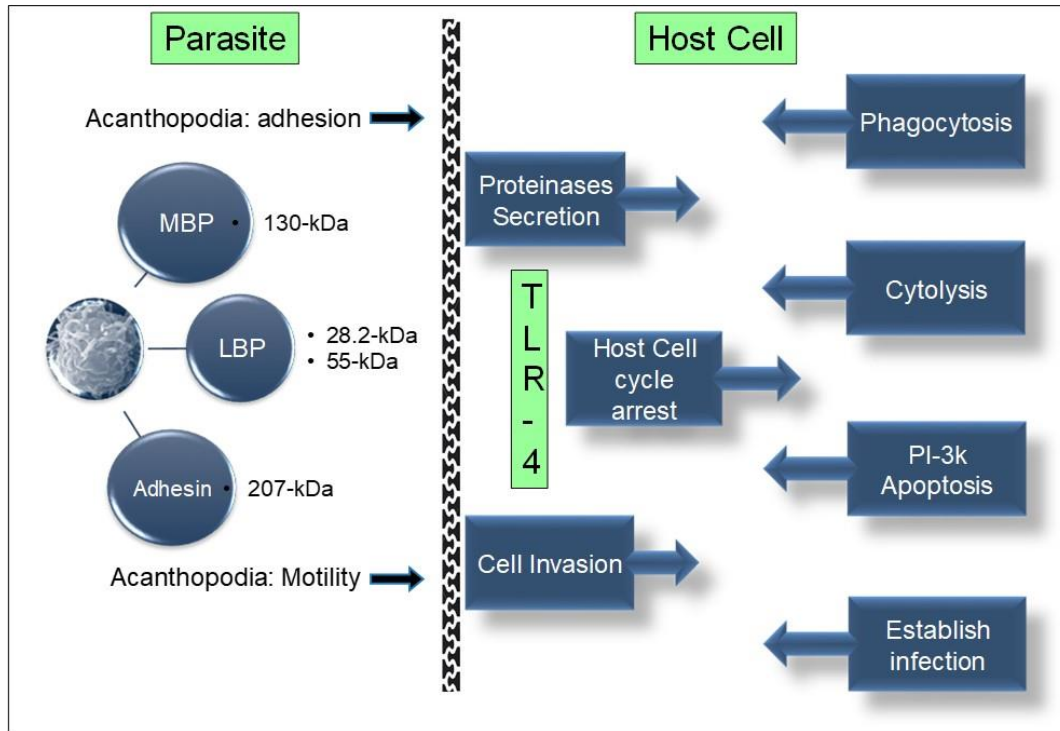 Parasite
Acanthopodia: adhesion
MBP
• 130-kDa
LBP
• 28.2-kDa
• 55-kDa
Adhesin
• 207-kDa
Acanthopodia: Motility
Host Cell
Proteinases
Secretion
T
L
R
-
4
Host Cell
cycle
arrest
Cell Invasion
Phagocytosis
Cytolysis
PI-3k
Apoptosis
Establish
infection